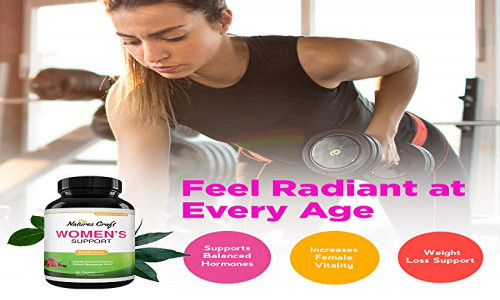 Feel Radiant at
Every Age
Natures Craft
WOMEN'S
SUPPORT
Supports
Balanced
Hormones
Increases
Female
Vitality
Weight
Loss Support